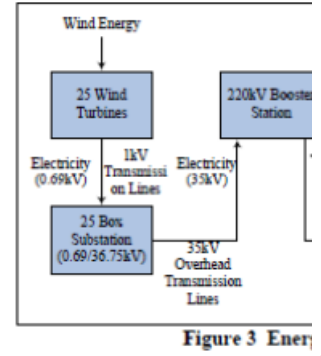 Wind Energy
25 Wind
Turbines
220kV Booster
Station
Electricity
(0.69kV)
1kV
Transmissi
on Lines
Electricity
(35kV)
25 Box
Substation
(0.69/36.75kV)
35kV
Overhead
Transmission
Lines
Figure 3 Energ